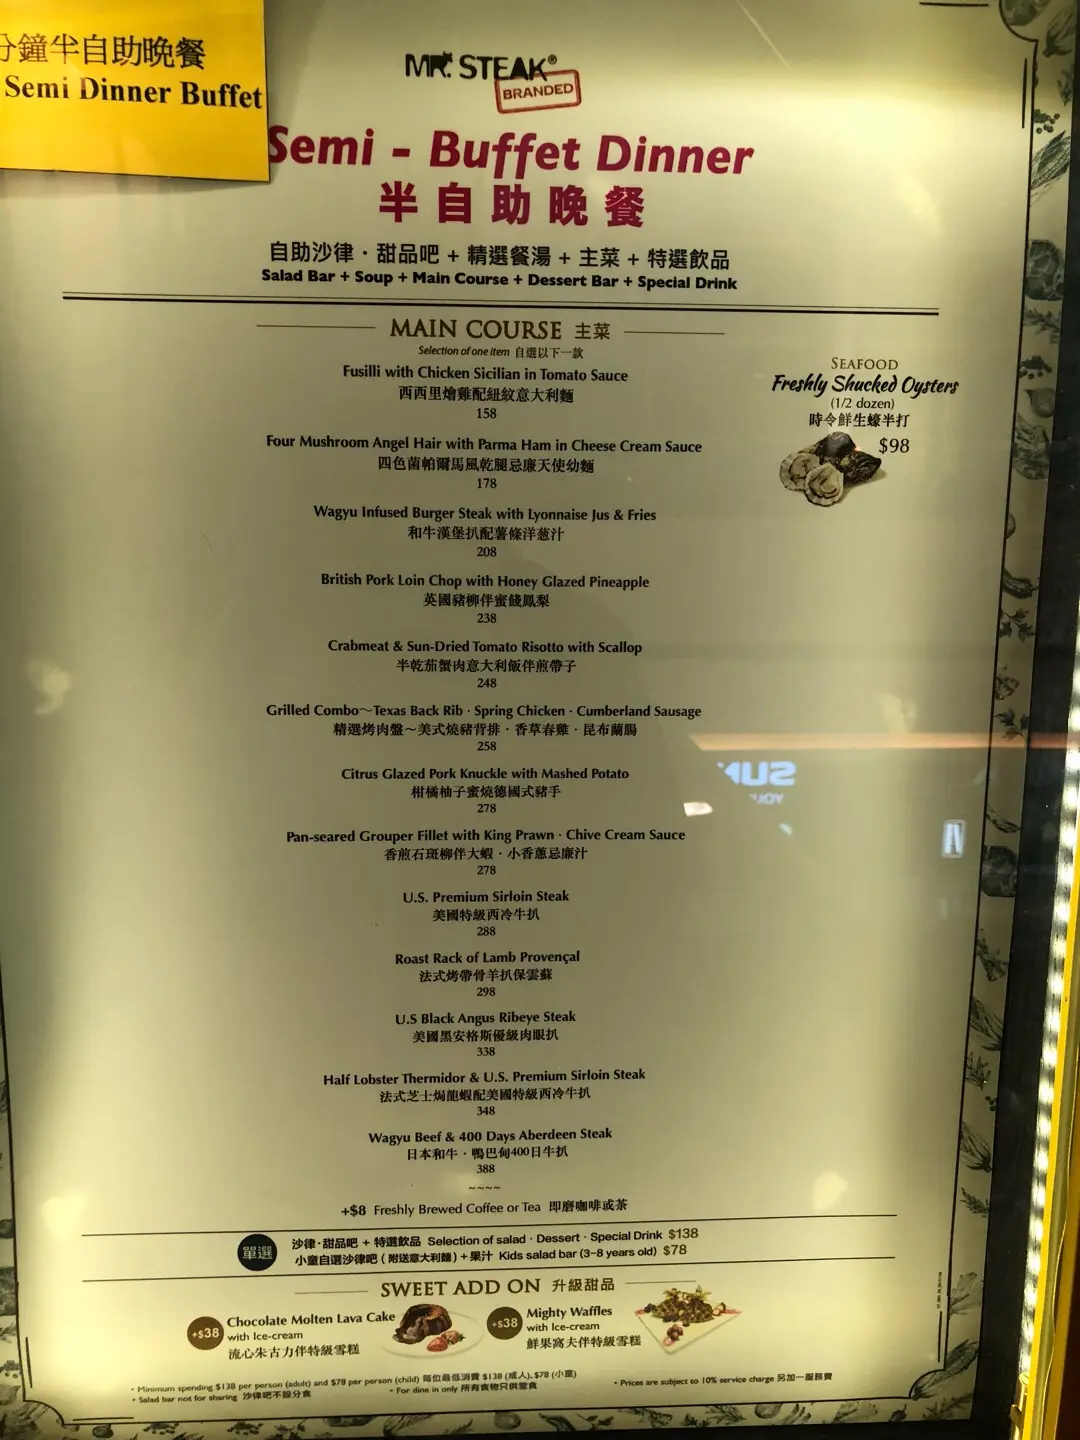 分鐘半自助晚餐
Semi Dinner Buffet
MR. STEAK®
BRANDED
Semi - Buffet Dinner
半自助晚餐
自助沙律 · 甜品吧 + 精選餐湯 + 主菜 + 特選飲品
Salad Bar + Soup + Main Course + Dessert Bar + Special Drink
MAIN COURSE 主菜
Selection of one item 自選以下一款
Fusilli with Chicken Sicilian in Tomato Sauce
西西里燴雞配紐紋意大利麵
158
Four Mushroom Angel Hair with Parma Ham in Cheese Cream Sauce
四色菌帕爾馬風乾腿忌廉天使幼麵
178
Wagyu Infused Burger Steak with Lyonnaise Jus & Fries
和牛漢堡扒配薯條洋葱汁
208
British Pork Loin Chop with Honey Glazed Pineapple
英國豬柳伴蜜餞鳳梨
238
Crabmeat & Sun-Dried Tomato Risotto with Scallop
半乾茄蟹肉意大利飯伴煎帶子
248
Grilled Combo～Texas Back Rib · Spring Chicken · Cumberland Sausage
精選烤肉盤～美式燒豬背排 · 香草春雞 · 昆布蘭腸
258
Citrus Glazed Pork Knuckle with Mashed Potato
柑橘柚子蜜燒德國式豬手
278
Pan-seared Grouper Fillet with King Prawn · Chive Cream Sauce
香煎石斑柳伴大蝦 · 小香蔥忌廉汁
278
U.S. Premium Sirloin Steak
美國特級西冷牛扒
288
Roast Rack of Lamb Provençal
法式烤帶骨羊扒保雲蘇
298
U.S Black Angus Ribeye Steak
美國黑安格斯優級肉眼扒
338
Half Lobster Thermidor & U.S. Premium Sirloin Steak
法式芝士焗龍蝦配美國特級西冷牛扒
348
Wagyu Beef & 400 Days Aberdeen Steak
日本和牛 · 鴨巴甸400日牛扒
388
~~~~
+$8 Freshly Brewed Coffee or Tea 即磨咖啡或茶
SEAFOOD
Freshly Shucked Oysters
(1/2 dozen)
時令鮮生蠔半打
$98
單選
沙律 · 甜品吧 + 特選飲品 Selection of salad · Dessert · Special Drink $138
小童自選沙律吧 (附送意大利麵) + 果汁 Kids salad bar (3-8 years old) $78
SWEET ADD ON 升級甜品
+$38
Chocolate Molten Lava Cake
with Ice-cream
流心朱古力伴特級雪糕
+$38
Mighty Waffles
with Ice-cream
鮮果窩夫伴特級雪糕
• Minimum spending $138 per person (adult) and $78 per person (child) 每位最低消費 $138 (成人), $78 (小童)
• Salad bar not for sharing 沙律吧不設分食
• For dine in only 所有食物只供堂食
• Prices are subject to 10% service charge 另加一服務費